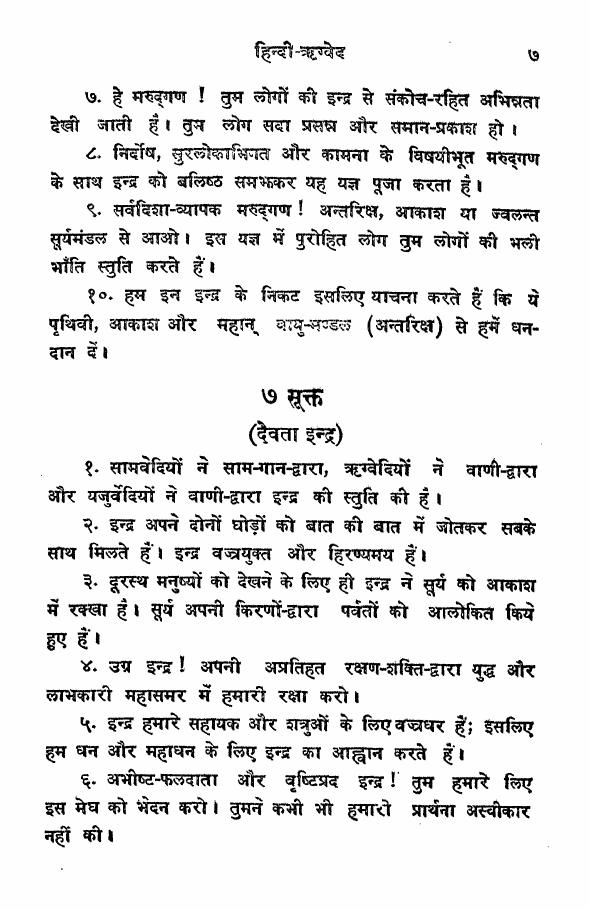 हिन्दी-ऋग्वेद ७
७. हे मरुद्गण ! तुम लोगों की इन्द्र से संकोच-रहित अभिन्नता
देखी जाती है। तुम लोग सदा प्रसन्न और समान-प्रकाश हो।
८. निर्दोष, सुरलोकाभिगत और कामना के विषयीभूत मरुद्गण
के साथ इन्द्र को बलिष्ठ समझकर यह यज्ञ पूजा करता है।
९. सर्वदिशा-व्यापक मरुद्गण! अन्तरिक्ष, आकाश या ज्वलन्त
सूर्यमंडल से आओ। इस यज्ञ में पुरोहित लोग तुम लोगों की भली
भाँति स्तुति करते हैं।
१०. हम इन इन्द्र के निकट इसलिए याचना करते हैं कि ये
पृथिवी, आकाश और महान् वायु-मण्डल (अन्तरिक्ष) से हमें धन-
दान दें।
७ सूक्त
(देवता इन्द्र)
१. सामवेदियों ने साम-गान-द्वारा, ऋग्वेदियों ने वाणी-द्वारा
और यजुर्वेदियों ने वाणी-द्वारा इन्द्र की स्तुति की है।
२. इन्द्र अपने दोनों घोड़ों को बात की बात में जोतकर सबके
साथ मिलते हैं। इन्द्र वज्रयुक्त और हिरण्यमय हैं।
३. दूरस्थ मनुष्यों को देखने के लिए ही इन्द्र ने सूर्य को आकाश
में रक्खा है। सूर्य अपनी किरणों-द्वारा पर्वतों को आलोकित किये
हुए हैं।
४. उग्र इन्द्र! अपनी अप्रतिहत रक्षण-शक्ति-द्वारा युद्ध और
लाभकारी महासमर में हमारी रक्षा करो।
५. इन्द्र हमारे सहायक और शत्रुओं के लिए वज्रधर हैं; इसलिए
हम धन और महाधन के लिए इन्द्र का आह्वान करते हैं।
६. अभीष्ट-फलदाता और वृष्टिप्रद इन्द्र! तुम हमारे लिए
इस मेघ को भेदन करो। तुमने कभी भी हमारी प्रार्थना अस्वीकार
नहीं की।